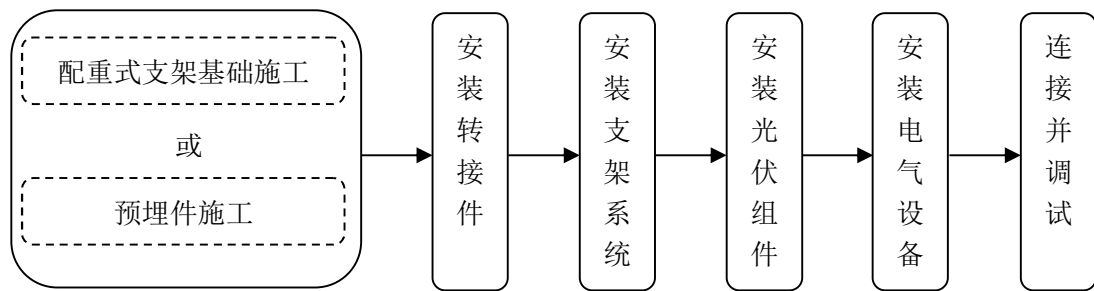 配重式支架基础施工
或
预埋件施工
安装转接件
安装支架系统
安装光伏组件
安装电气设备
连接并调试